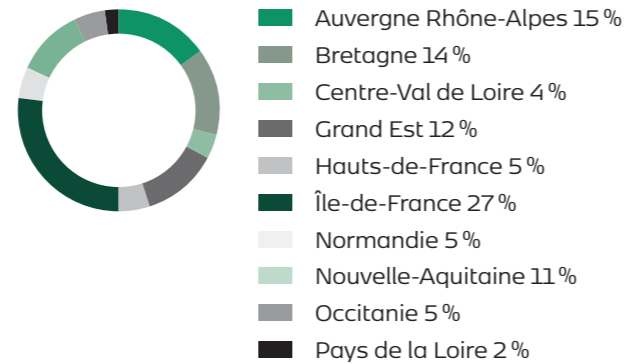 Auvergne Rhône-Alpes 15 %
Bretagne 14 %
Centre-Val de Loire 4 %
Grand Est 12 %
Hauts-de-France 5 %
Île-de-France 27 %
Normandie 5 %
Nouvelle-Aquitaine 11 %
Occitanie 5 %
Pays de la Loire 2 %